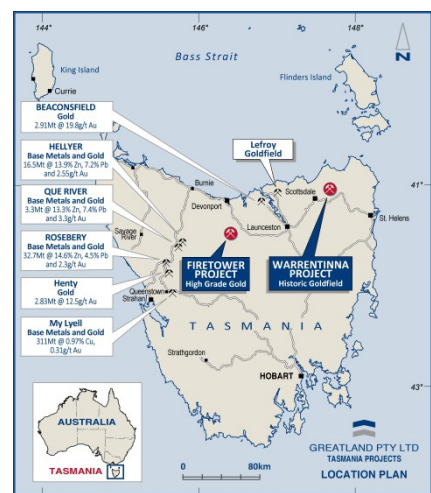 144°
146°
148°
Bass Strait
King Island
Currie
Flinders Island
N
BEACONSFIELD
Gold
2.91Mt @ 19.8g/t Au
HELLYER
Base Metals and Gold
16.5Mt @ 13.9% Zn, 7.2% Pb
and 2.55g/t Au
QUE RIVER
Base Metals and Gold
3.3Mt @ 13.3% Zn, 7.4% Pb
and 3.3g/t Au
ROSEBERY
Base Metals and Gold
32.7Mt @ 14.6% Zn, 4.5% Pb
and 2.3g/t Au
Henty
Gold
2.83Mt @ 12.5g/t Au
My Lyell
Base Metals and Gold
311Mt @ 0.97% Cu,
0.31g/t Au
Lefroy
Goldfield
41°
Burnie
Devonport
Scottsdale
St. Helens
Launceston
Savage
River
FIRETOWER
PROJECT
High Grade Gold
WARRENTINNA
PROJECT
Historic Goldfield
Queenstown
Strahan
TASMANIA
Strathgordon
HOBART
43°
AUSTRALIA
TASMANIA
0
80km
GREATLAND PTY LTD
TASMANIA PROJECTS
LOCATION PLAN